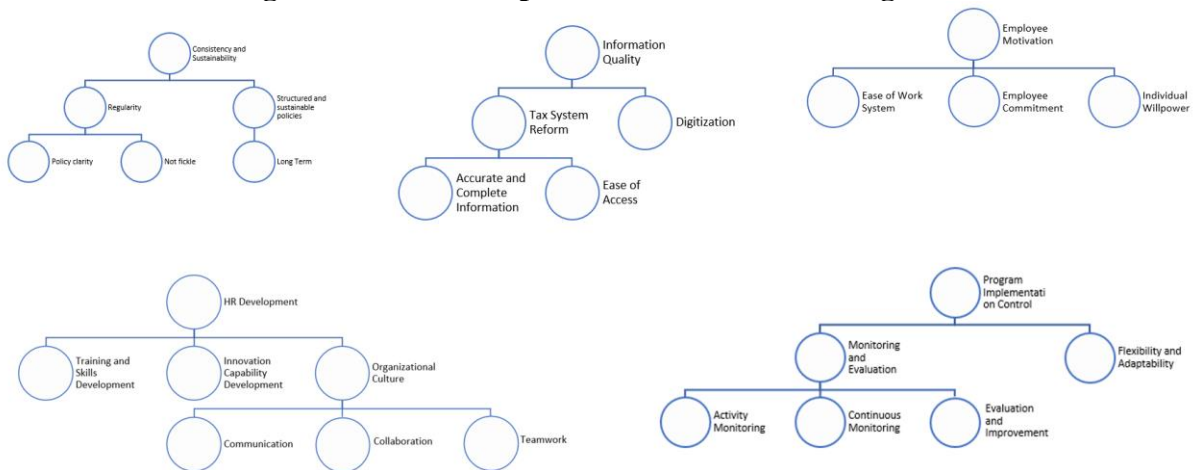 Consistency and
Sustainability
Regularity
Structured and
sustainable
policies
Policy clarity
Not fickle
Long Term
Information
Quality
Tax System
Reform
Digitization
Accurate and
Complete
Information
Ease of
Access
Employee
Motivation
Ease of Work
System
Employee
Commitment
Individual
Willpower
HR Development
Training and
Skills
Development
Innovation
Capability
Development
Organizational
Culture
Communication
Collaboration
Teamwork
Program
Implementati
on Control
Monitoring
and
Evaluation
Flexibility and
Adaptability
Activity
Monitoring
Continuous
Monitoring
Evaluation
and
Improvement